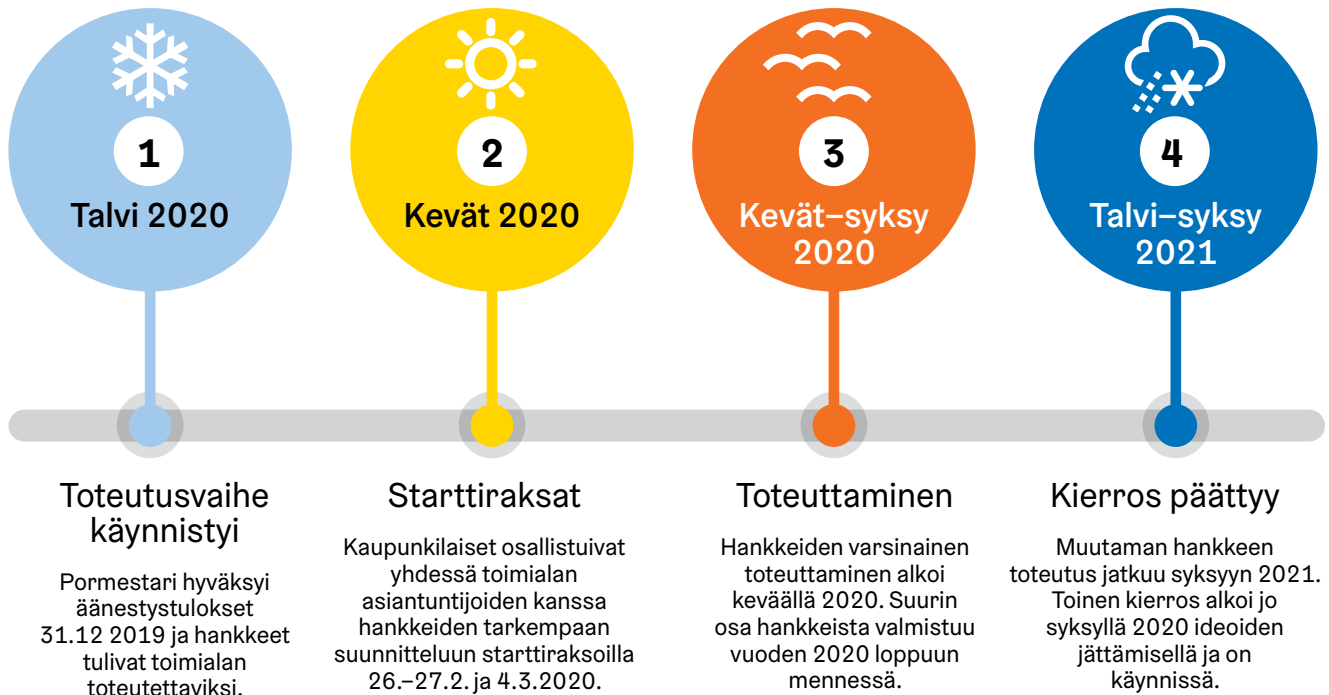 1
Talvi 2020
Toteutusvaihe
käynnistyi
Pormestari hyväksyi
äänestystulokset
31.12 2019 ja hankkeet
tulivat toimialan
toteutettaviksi.
2
Kevät 2020
Starttiraksat
Kaupunkilaiset osallistuivat
yhdessä toimialan
asiantuntijoiden kanssa
hankkeiden tarkempaan
suunnitteluun starttiraksoilla
26.–27.2. ja 4.3.2020.
3
Kevät–syksy
2020
Toteuttaminen
Hankkeiden varsinainen
toteuttaminen alkoi
keväällä 2020. Suurin
osa hankkeista valmistuu
vuoden 2020 loppuun
mennessä.
4
Talvi–syksy
2021
Kierros päättyy
Muutaman hankkeen
toteutus jatkuu syksyyn 2021.
Toinen kierros alkoi jo
syksyllä 2020 ideoiden
jättämisellä ja on
käynnissä.